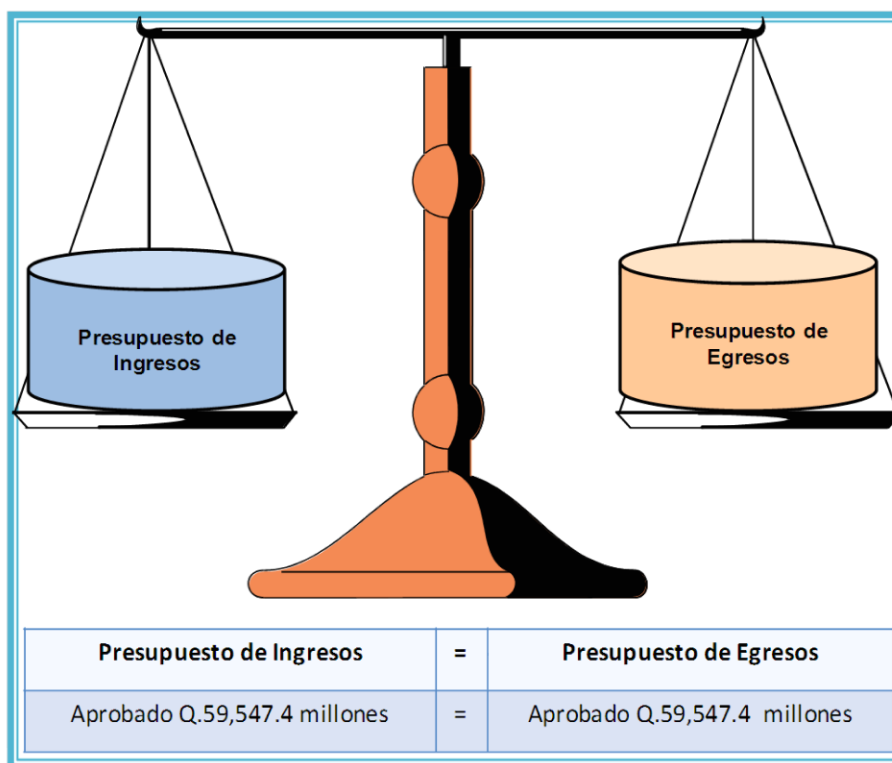 Presupuesto de
Ingresos
Presupuesto de
Egresos
Presupuesto de Ingresos = Presupuesto de Egresos
Aprobado Q.59,547.4 millones = Aprobado Q.59,547.4 millones